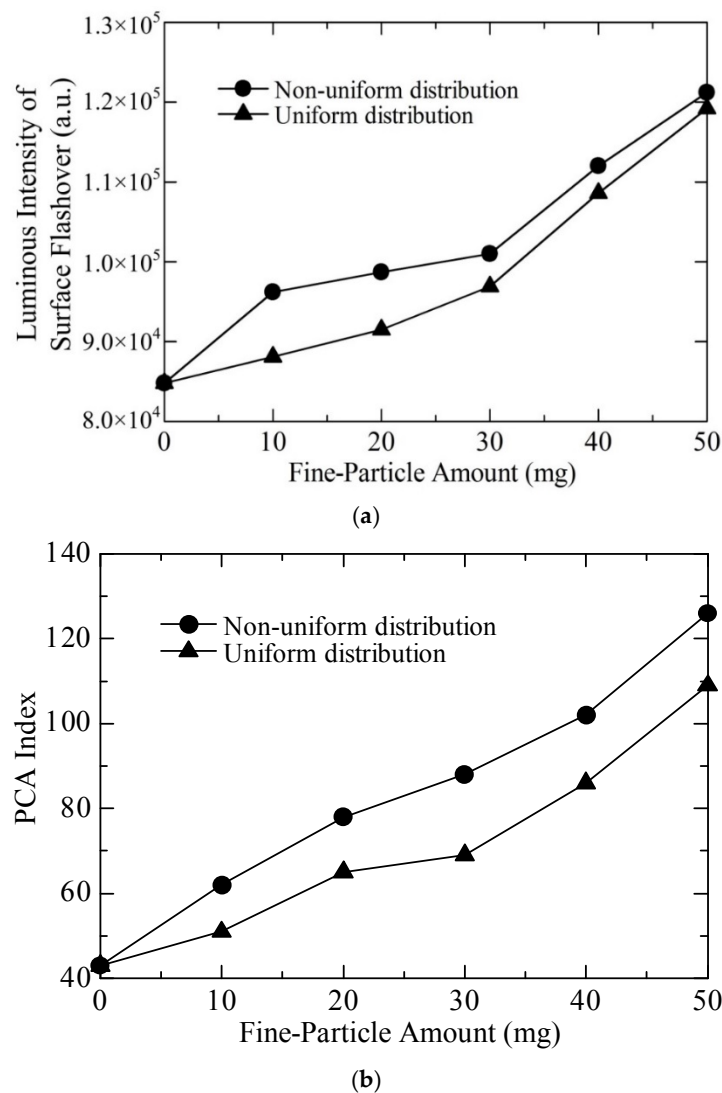 1.3×10⁵
1.2×10⁵
1.1×10⁵
1.0×10⁵
9.0×10⁴
8.0×10⁴
Luminous Intensity of
Surface Flashover (a.u.)
Non-uniform distribution
Uniform distribution
0 10 20 30 40 50
Fine-Particle Amount (mg)
(a)
140
120
100
80
60
40
PCA Index
Non-uniform distribution
Uniform distribution
0 10 20 30 40 50
Fine-Particle Amount (mg)
(b)